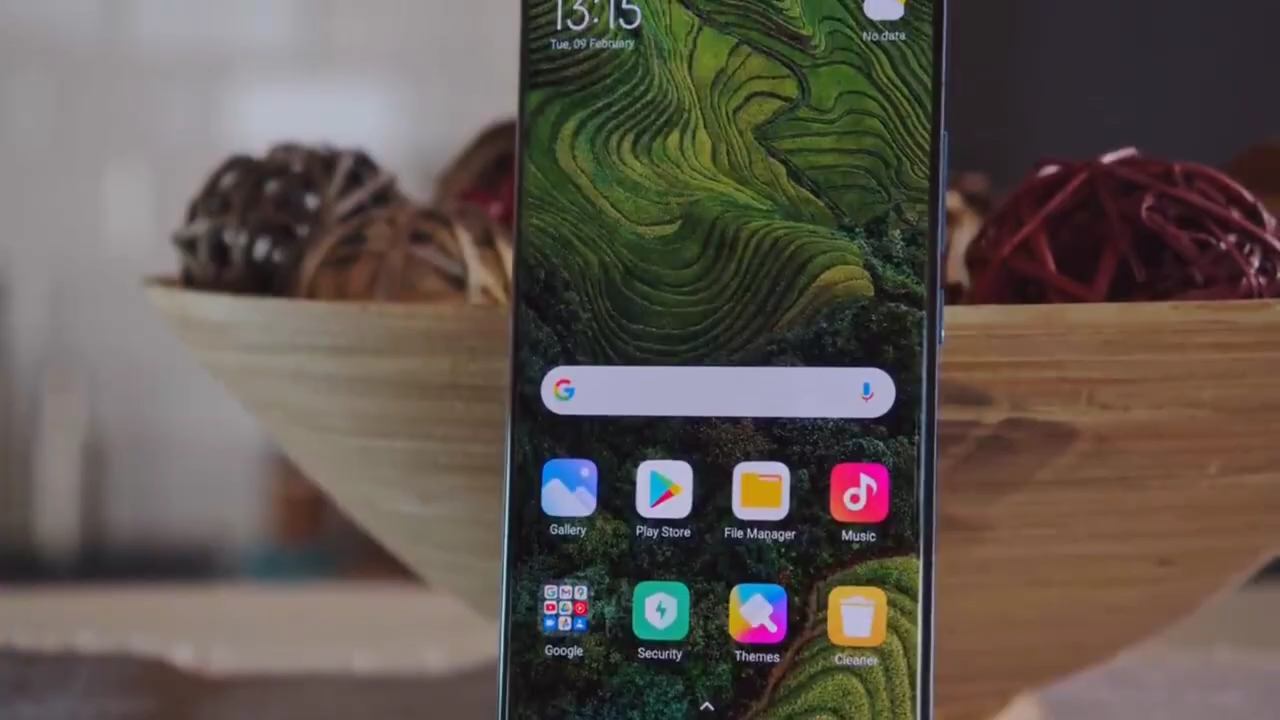 13:15
Tue, 09 February
No data
Gallery
Play Store
File Manager
Music
Google
Security
Themes
Cleaner